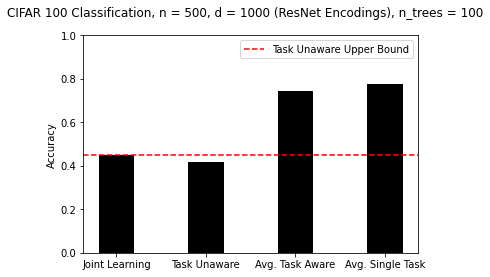 CIFAR 100 Classification, n = 500, d = 1000 (ResNet Encodings), n_trees = 100
Task Unaware Upper Bound
Accuracy
1.0
0.8
0.6
0.4
0.2
0.0
Joint Learning Task Unaware Avg. Task Aware Avg. Single Task